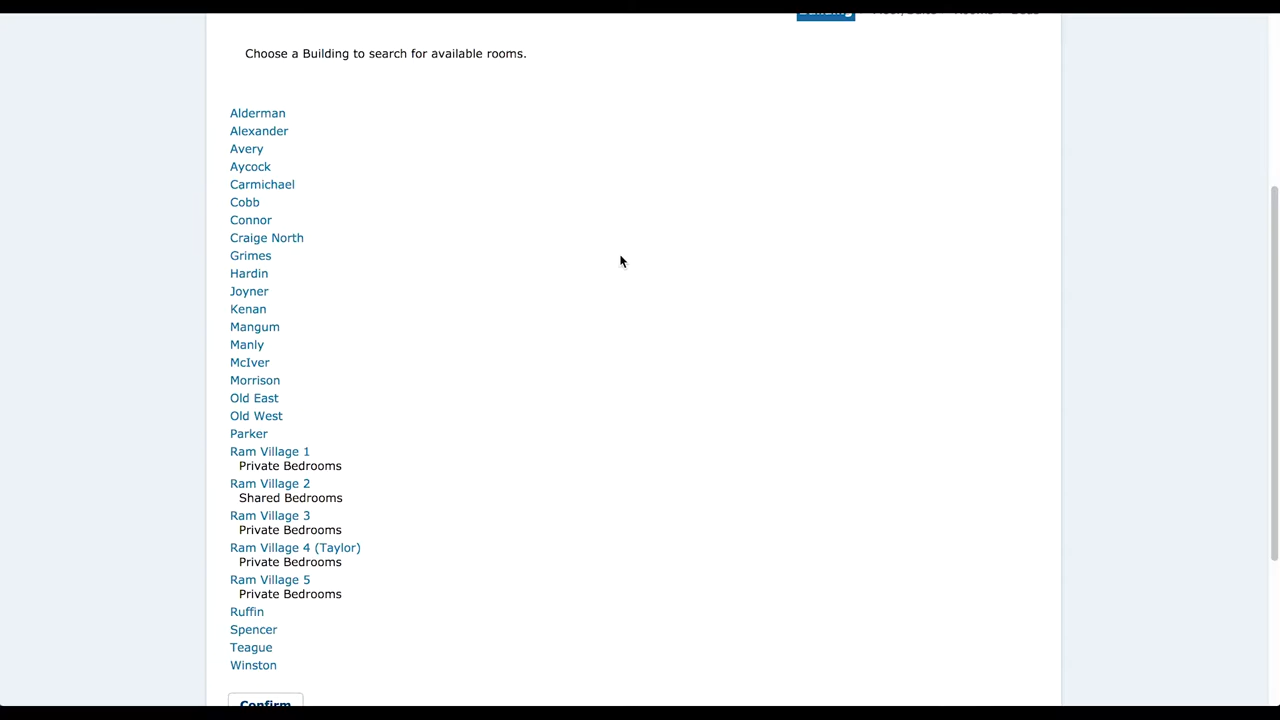 Building
Choose a Building to search for available rooms.
Alderman
Alexander
Avery
Aycock
Carmichael
Cobb
Connor
Craige North
Grimes
Hardin
Joyner
Kenan
Mangum
Manly
McIver
Morrison
Old East
Old West
Parker
Ram Village 1
Private Bedrooms
Ram Village 2
Shared Bedrooms
Ram Village 3
Private Bedrooms
Ram Village 4 (Taylor)
Private Bedrooms
Ram Village 5
Private Bedrooms
Ruffin
Spencer
Teague
Winston
Confirm